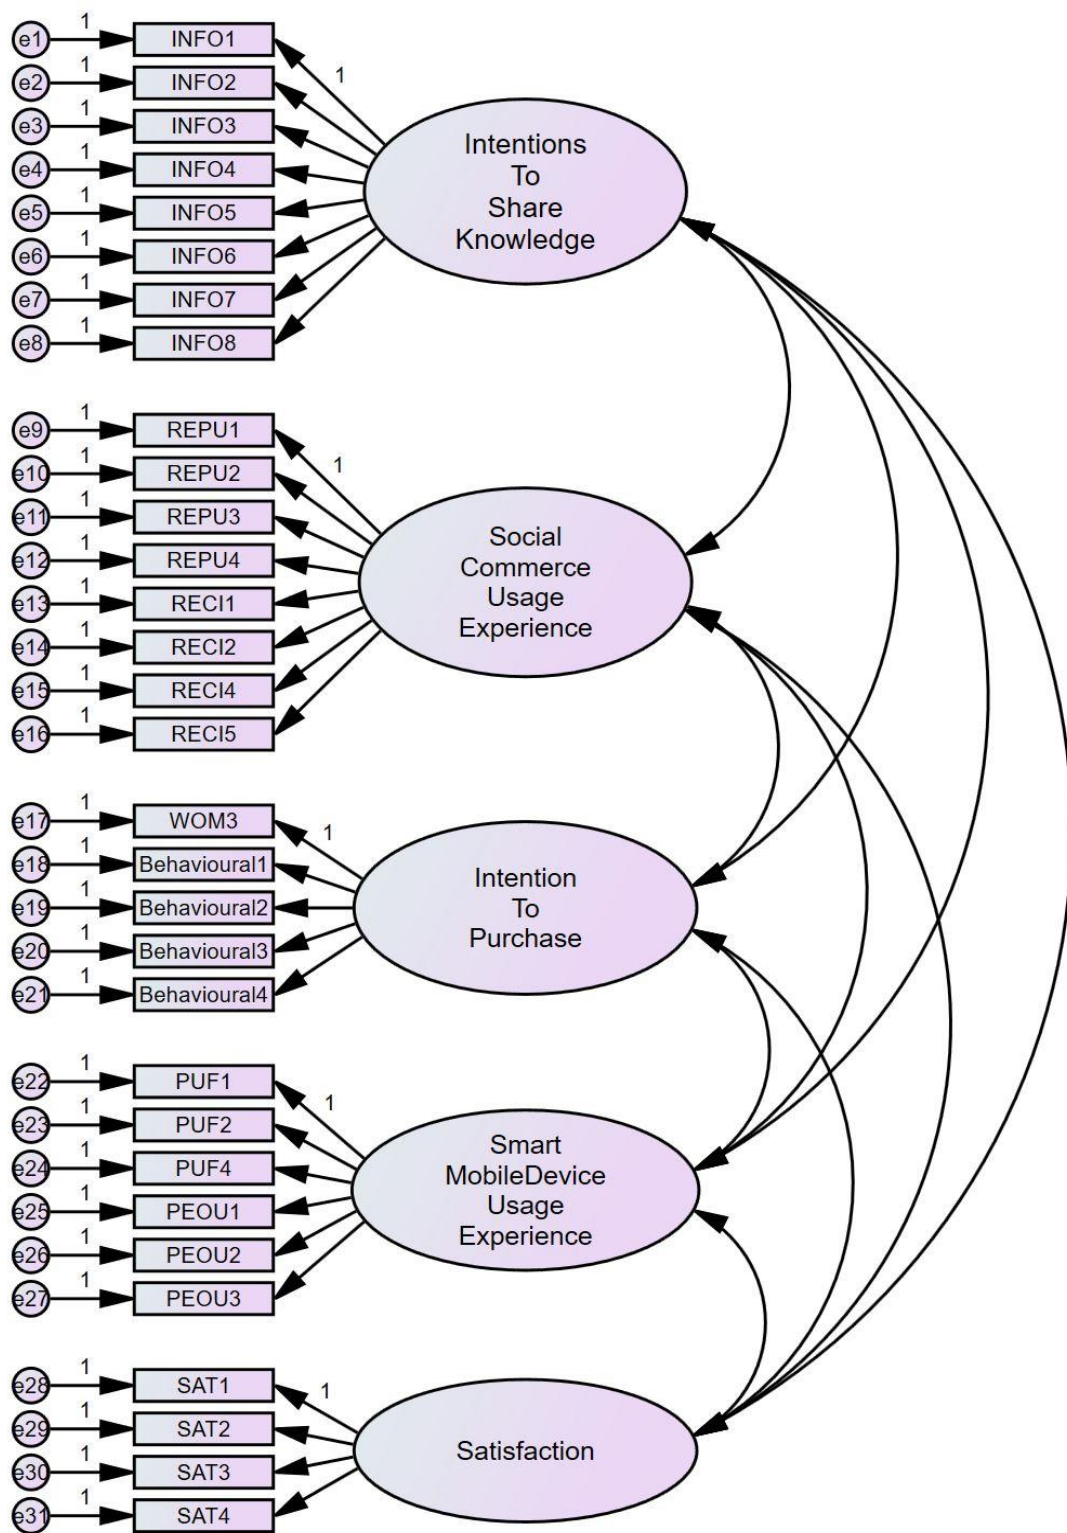 e1 1 INFO1
1
e2 1 INFO2
e3 1 INFO3
e4 1 INFO4
e5 1 INFO5
e6 1 INFO6
e7 1 INFO7
e8 1 INFO8
Intentions
To
Share
Knowledge
e9 1 REPU1
1
e10 1 REPU2
e11 1 REPU3
e12 1 REPU4
e13 1 RECI1
e14 1 RECI2
e15 1 RECI4
e16 1 RECI5
Social
Commerce
Usage
Experience
e17 1 WOM3
1
e18 1 Behavioural1
e19 1 Behavioural2
e20 1 Behavioural3
e21 1 Behavioural4
Intention
To
Purchase
e22 1 PUF1
1
e23 1 PUF2
e24 1 PUF4
e25 1 PEOU1
e26 1 PEOU2
e27 1 PEOU3
Smart
MobileDevice
Usage
Experience
e28 1 SAT1
1
e29 1 SAT2
e30 1 SAT3
e31 1 SAT4
Satisfaction